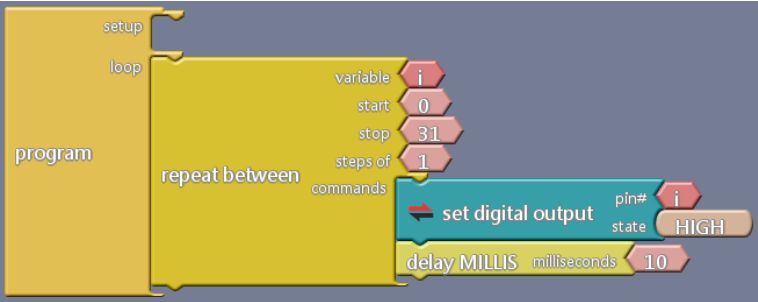 setup
loop
program
repeat between
variable i
start 0
stop 31
steps of 1
commands
set digital output
pin# i
state HIGH
delay MILLIS milliseconds 10